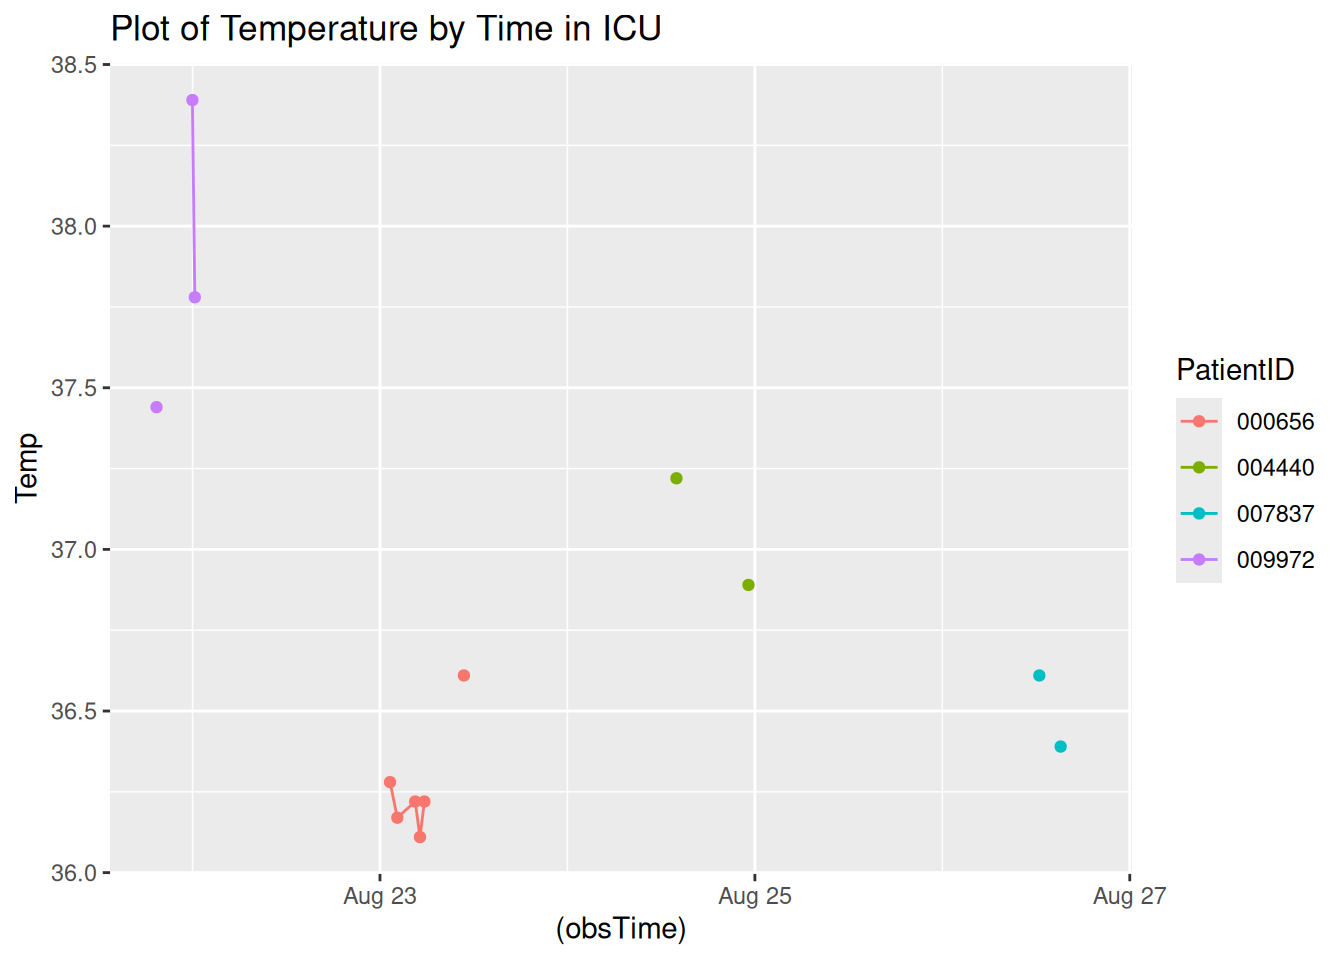 Plot of Temperature by Time in ICU
38.5
38.0
37.5
37.0
36.5
36.0
Temp
Aug 23
Aug 25
Aug 27
(obsTime)
PatientID
000656
004440
007837
009972